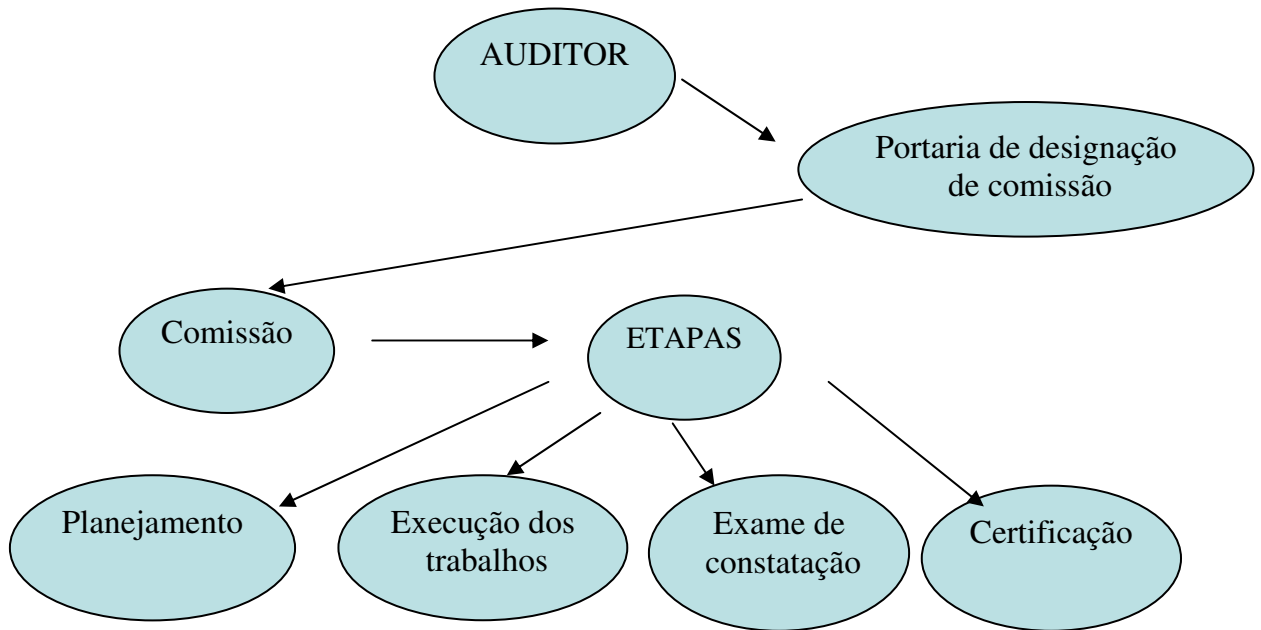 AUDITOR
Portaria de designação
de comissão
Comissão
ETAPAS
Planejamento
Execução dos
trabalhos
Exame de
constatação
Certificação